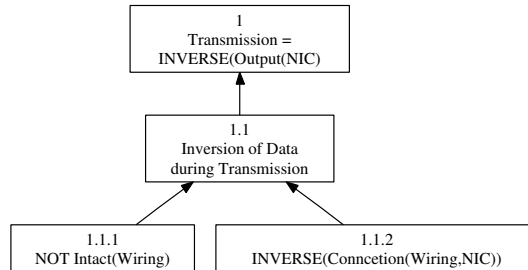 1
Transmission =
INVERSE(Output(NIC)
1.1
Inversion of Data
during Transmission
1.1.1
NOT Intact(Wiring)
1.1.2
INVERSE(Conncetion(Wiring,NIC))